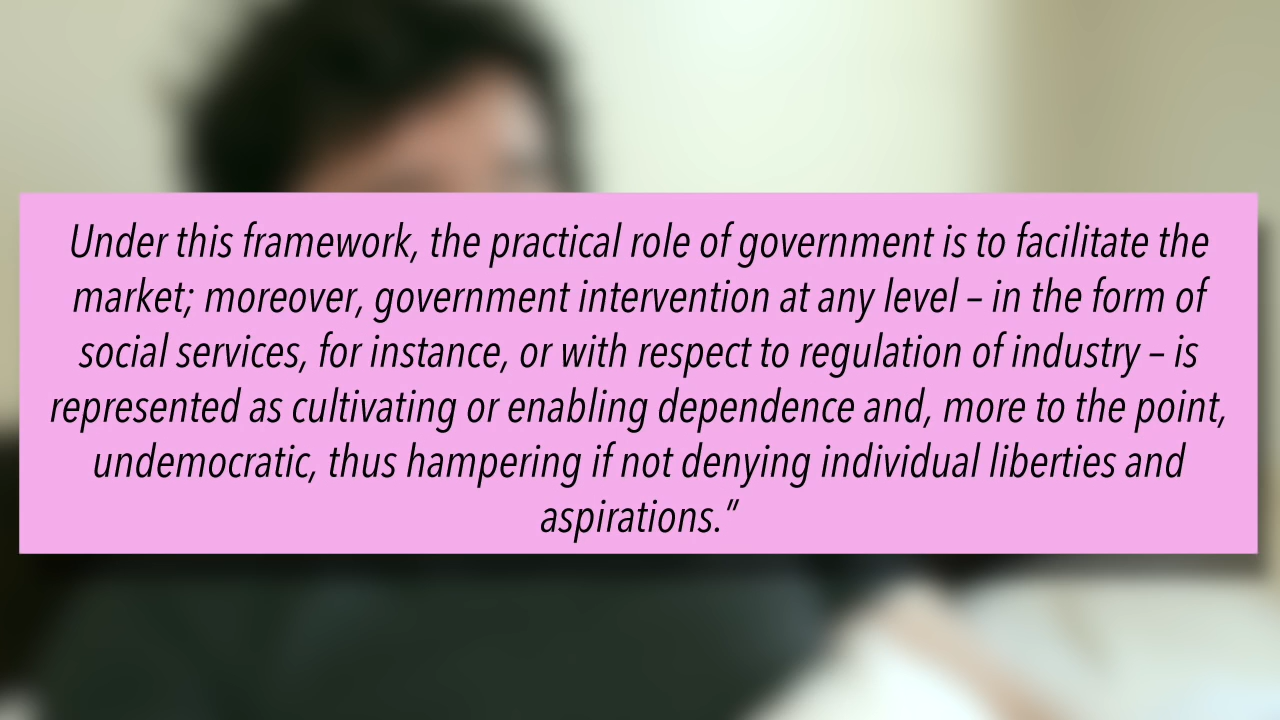 Under this framework, the practical role of government is to facilitate the
market; moreover, government intervention at any level – in the form of
social services, for instance, or with respect to regulation of industry – is
represented as cultivating or enabling dependence and, more to the point,
undemocratic, thus hampering if not denying individual liberties and
aspirations.”